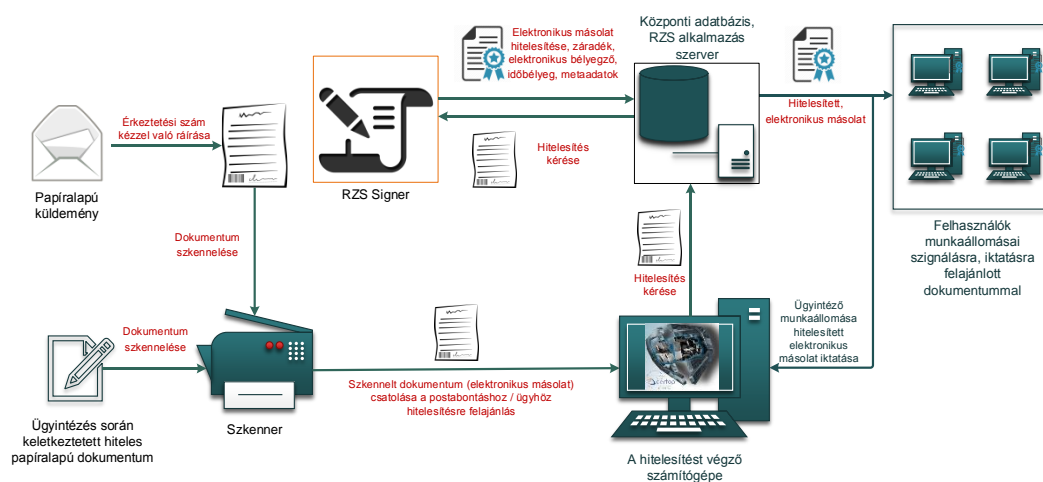 Elektronikus másolat
hitelesítése, záradék,
elektronikus bélyegző,
időbélyeg, metaadatok
Központi adatbázis,
RZS alkalmazás
szerver
Érkeztetési szám
kézzel való ráírása
Hitelesítés
kérése
Hitelesített,
elektronikus másolat
Papíralapú
küldemény
RZS Signer
Felhasználók
munkaállomásai
szignálásra, iktatásra
felajánlott
dokumentummal
Dokumentum
szkennelése
Hitelesítés
kérése
Ügyintéző
munkaállomása
hitelesített
elektronikus
másolat iktatása
Dokumentum
szkennelése
Szkennelt dokumentum (elektronikus másolat)
csatolása a postabontáshoz / ügyhöz
hitelesítésre felajánlás
Ügyintézés során
keletkeztetett hiteles
papíralapú dokumentum
Szkenner
A hitelesítést végző
számítógépe